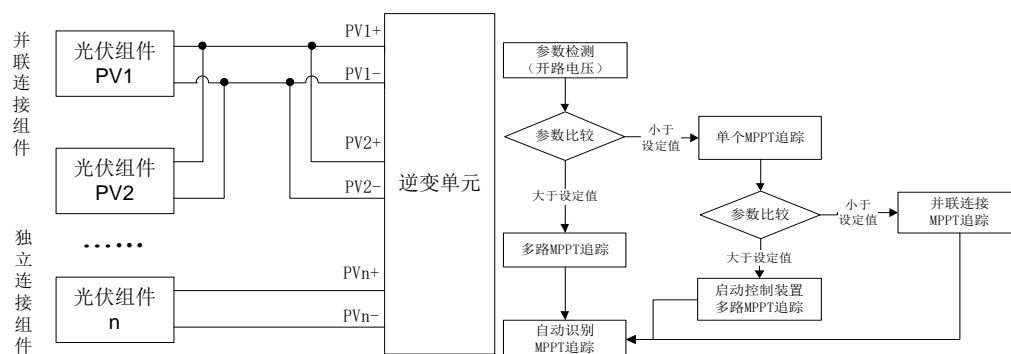 并联连接组件
光伏组件
PV1
光伏组件
PV2
······
独立连接组件
光伏组件
n
PV1+
PV1-
PV2+
PV2-
PVn+
PVn-
逆变单元
参数检测
（开路电压）
参数比较
小于
设定值
大于设定值
多路MPPT追踪
自动识别
MPPT追踪
单个MPPT追踪
参数比较
小于
设定值
大于设定值
启动控制装置
多路MPPT追踪
并联连接
MPPT追踪